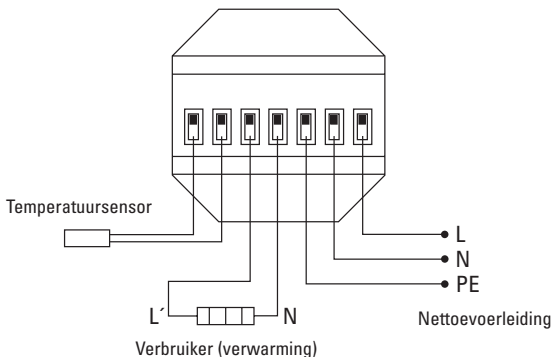 Temperatuursensor
L
N
PE
L´
N
Nettoevoerleiding
Verbruiker (verwarming)